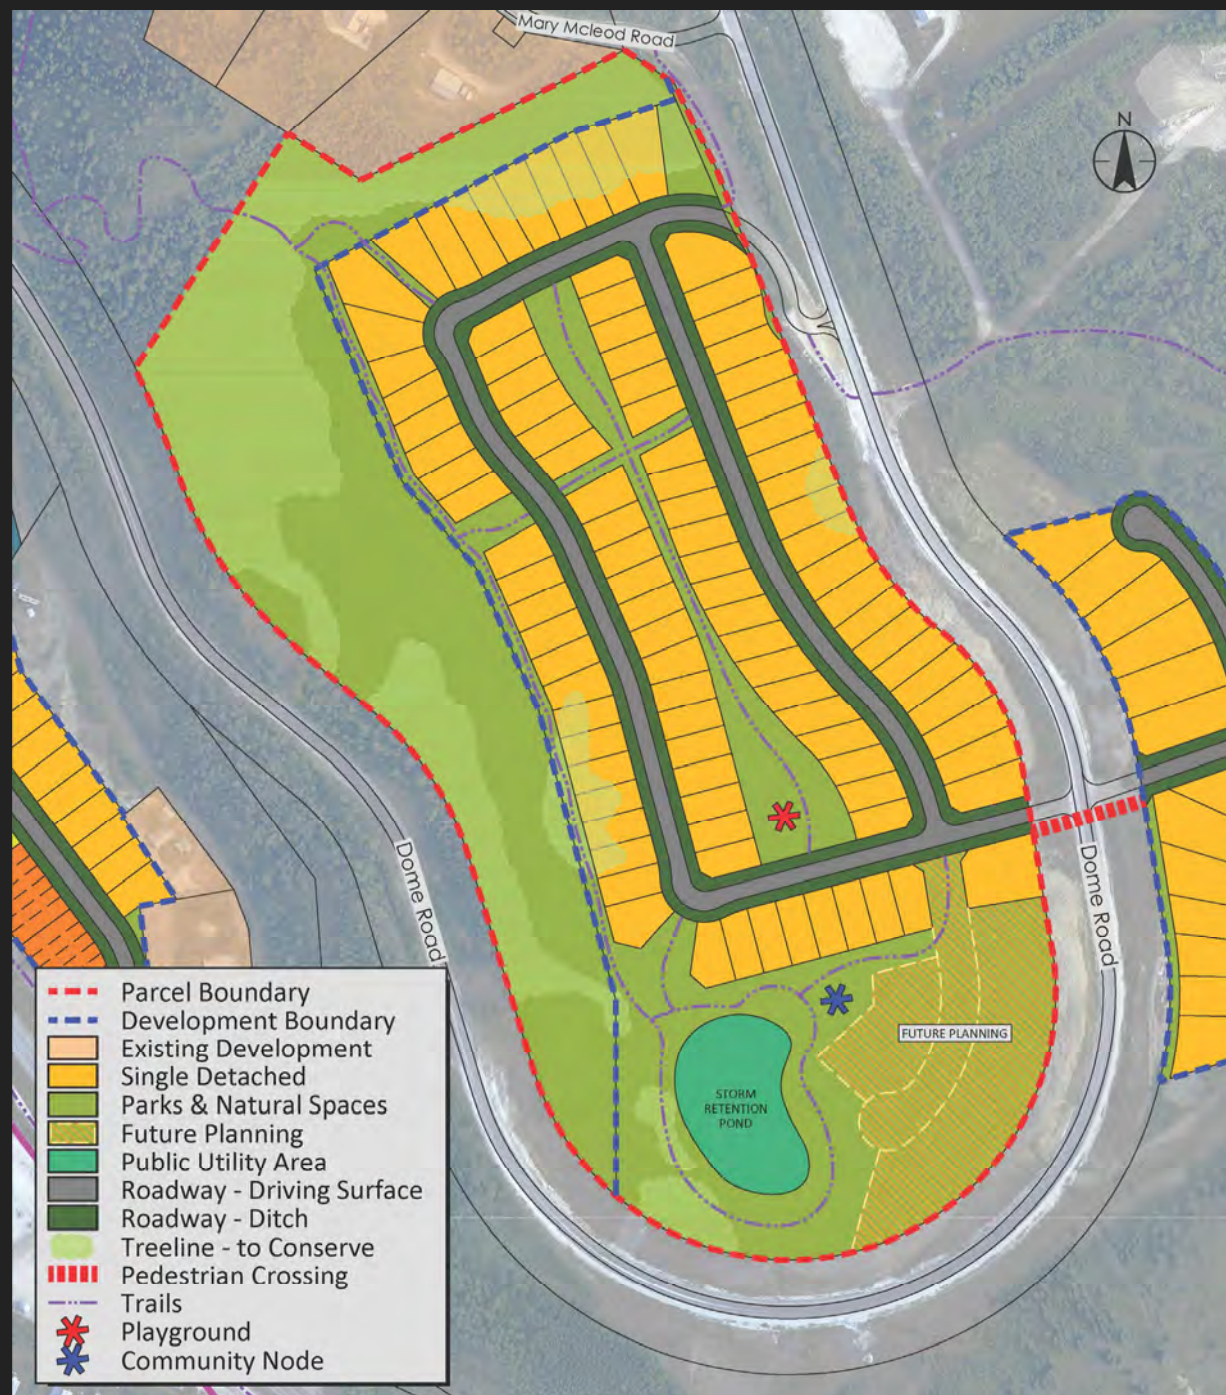 Mary Mcleod Road
N
Dome Road
Dome Road
FUTURE PLANNING
STORM
RETENTION
POND
Parcel Boundary
Development Boundary
Existing Development
Single Detached
Parks & Natural Spaces
Future Planning
Public Utility Area
Roadway - Driving Surface
Roadway - Ditch
Treeline - to Conserve
Pedestrian Crossing
Trails
Playground
Community Node